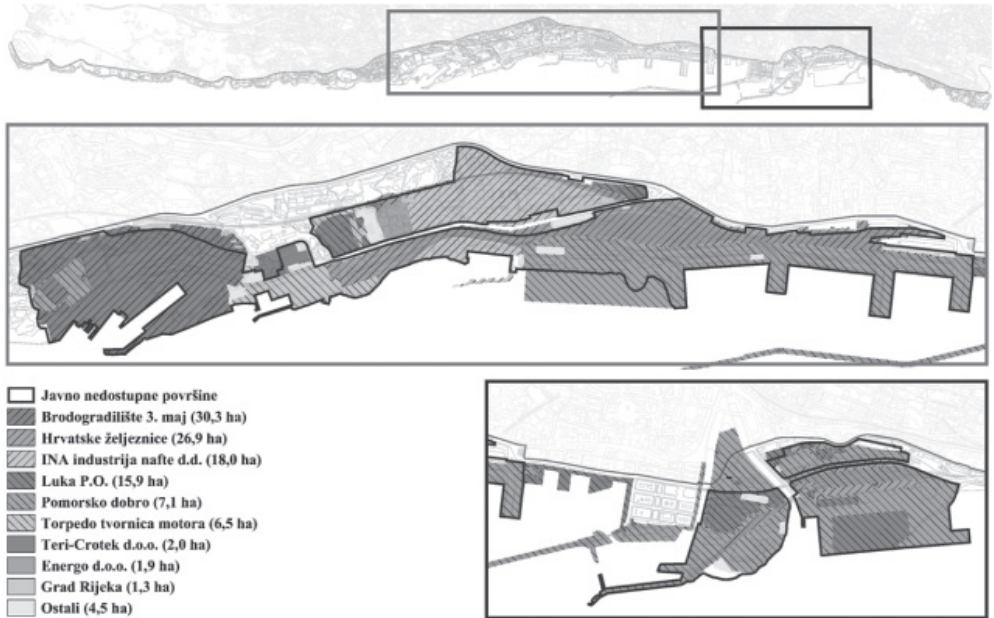 Javno nedostupne površine
Brodogradilište 3. maj (30,3 ha)
Hrvatske željeznice (26,9 ha)
INA industrija nafte d.d. (18,0 ha)
Luka P.O. (15,9 ha)
Pomorsko dobro (7,1 ha)
Torpedo tvornica motora (6,5 ha)
Teri-Crotek d.o.o. (2,0 ha)
Energo d.o.o. (1,9 ha)
Grad Rijeka (1,3 ha)
Ostali (4,5 ha)